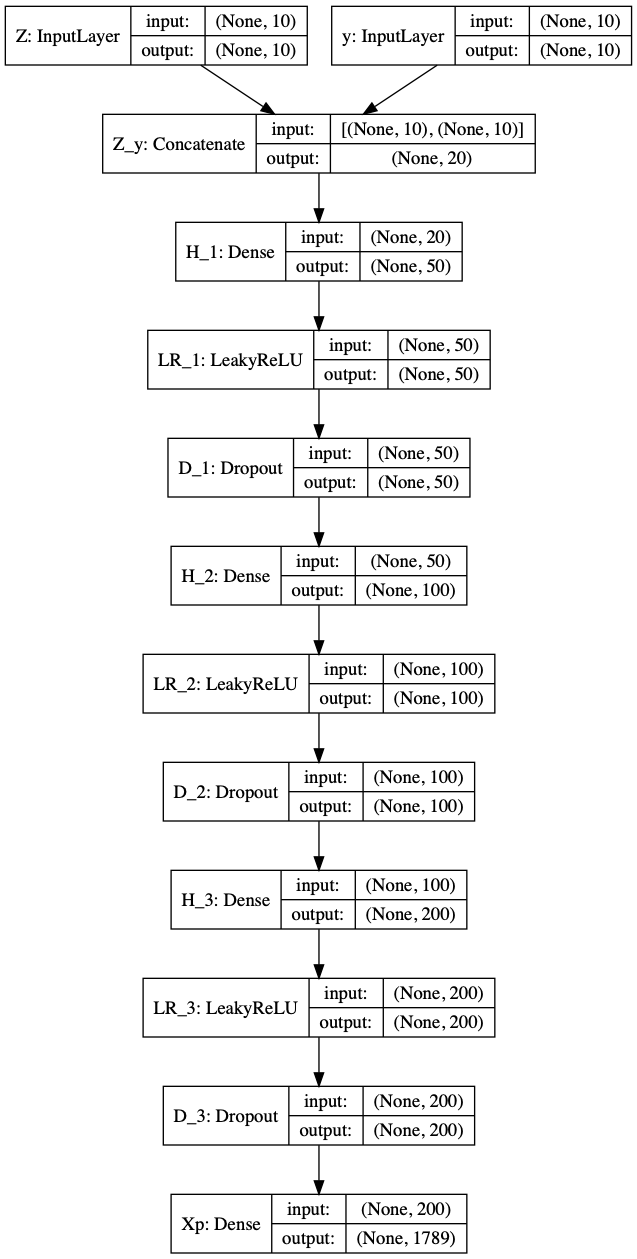 Z: InputLayer
input: (None, 10)
output: (None, 10)
y: InputLayer
input: (None, 10)
output: (None, 10)
Z_y: Concatenate
input: [(None, 10), (None, 10)]
output: (None, 20)
H_1: Dense
input: (None, 20)
output: (None, 50)
LR_1: LeakyReLU
input: (None, 50)
output: (None, 50)
D_1: Dropout
input: (None, 50)
output: (None, 50)
H_2: Dense
input: (None, 50)
output: (None, 100)
LR_2: LeakyReLU
input: (None, 100)
output: (None, 100)
D_2: Dropout
input: (None, 100)
output: (None, 100)
H_3: Dense
input: (None, 100)
output: (None, 200)
LR_3: LeakyReLU
input: (None, 200)
output: (None, 200)
D_3: Dropout
input: (None, 200)
output: (None, 200)
Xp: Dense
input: (None, 200)
output: (None, 1789)